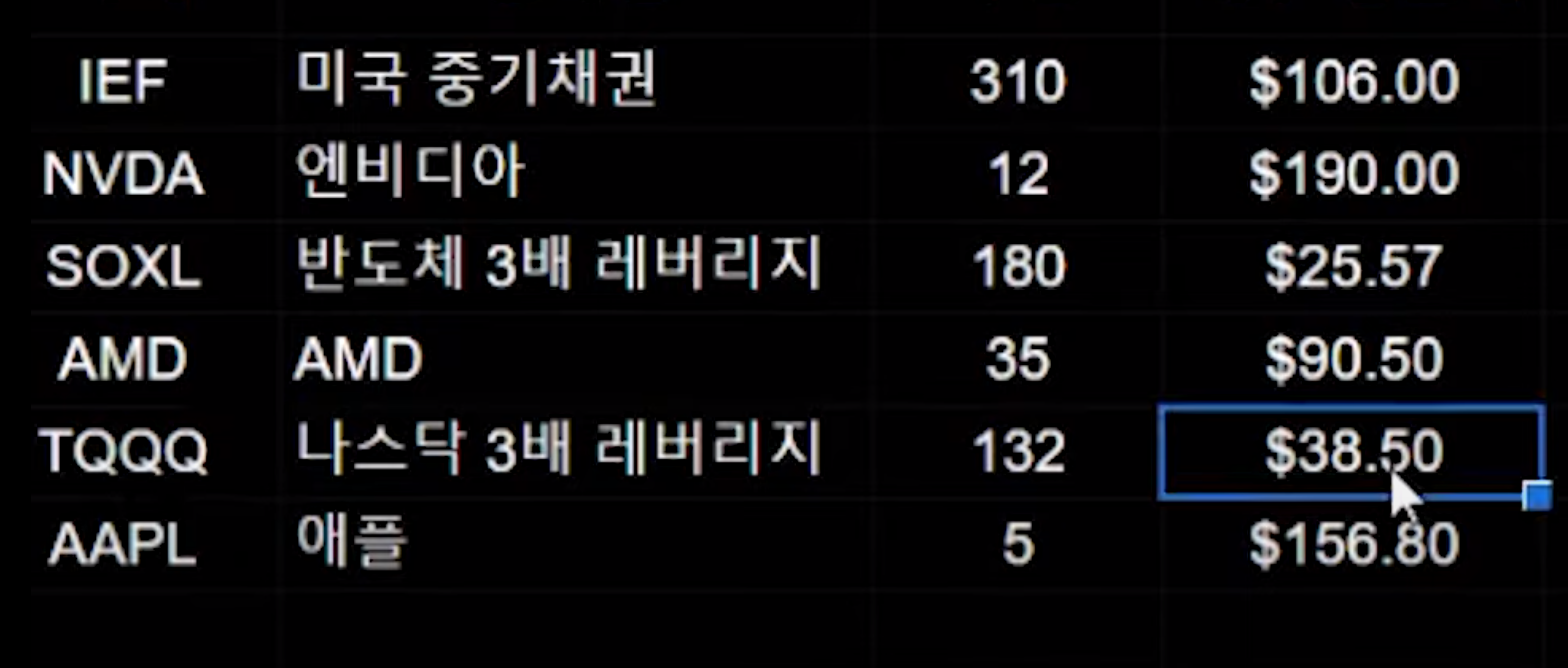 IEF 미국 중기채권 310 $106.00
NVDA 엔비디아 12 $190.00
SOXL 반도체 3배 레버리지 180 $25.57
AMD AMD 35 $90.50
TQQQ 나스닥 3배 레버리지 132 $38.50
AAPL 애플 5 $156.80